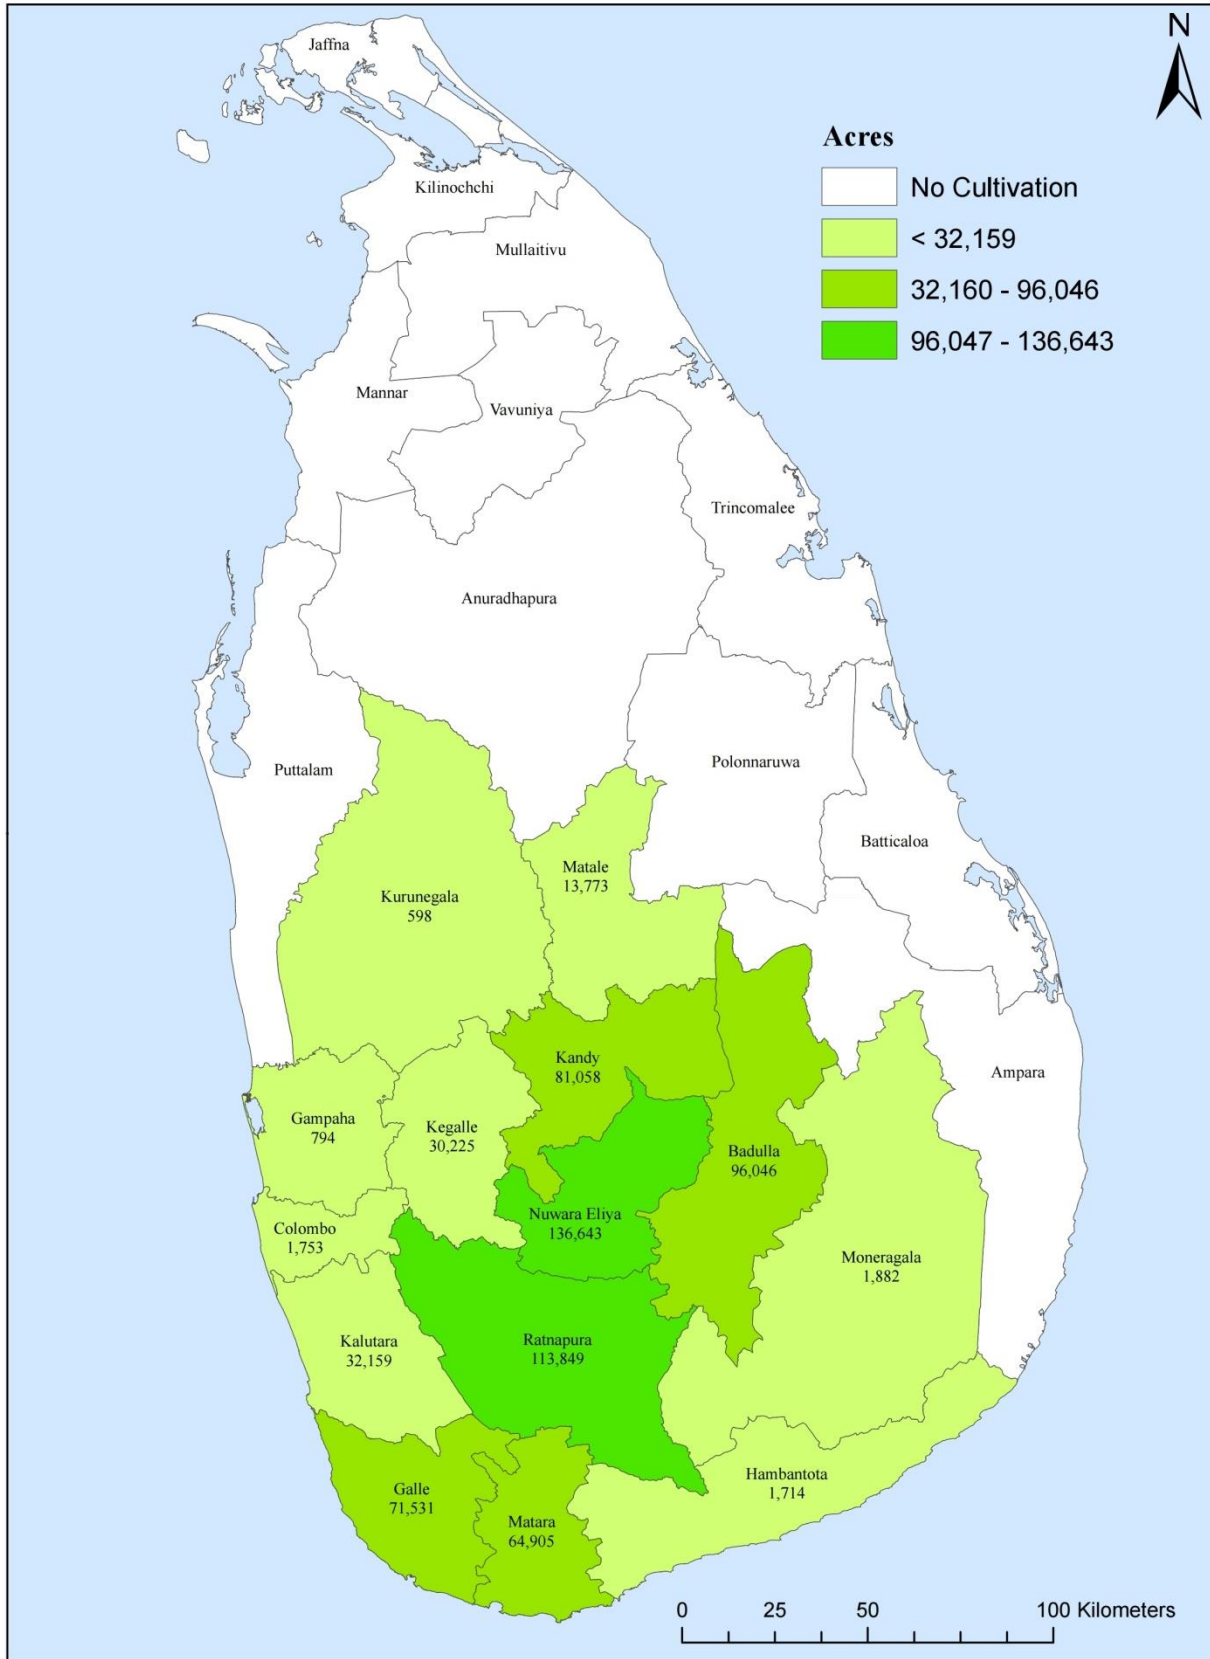 N
Jaffna
Acres
No Cultivation
Kilinochchi
< 32,159
Mullaitivu
32,160 - 96,046
96,047 - 136,643
Mannar
Vavuniya
Trincomalee
Anuradhapura
Puttalam
Polonnaruwa
Batticaloa
Matale
13,773
Kurunegala
598
Kandy
81,058
Ampara
Gampaha
794
Kegalle
30,225
Badulla
96,046
Nuwara Eliya
136,643
Colombo
1,753
Moneragala
1,882
Kalutara
32,159
Ratnapura
113,849
Hambantota
1,714
Galle
71,531
Matara
64,905
0 25 50 100 Kilometers